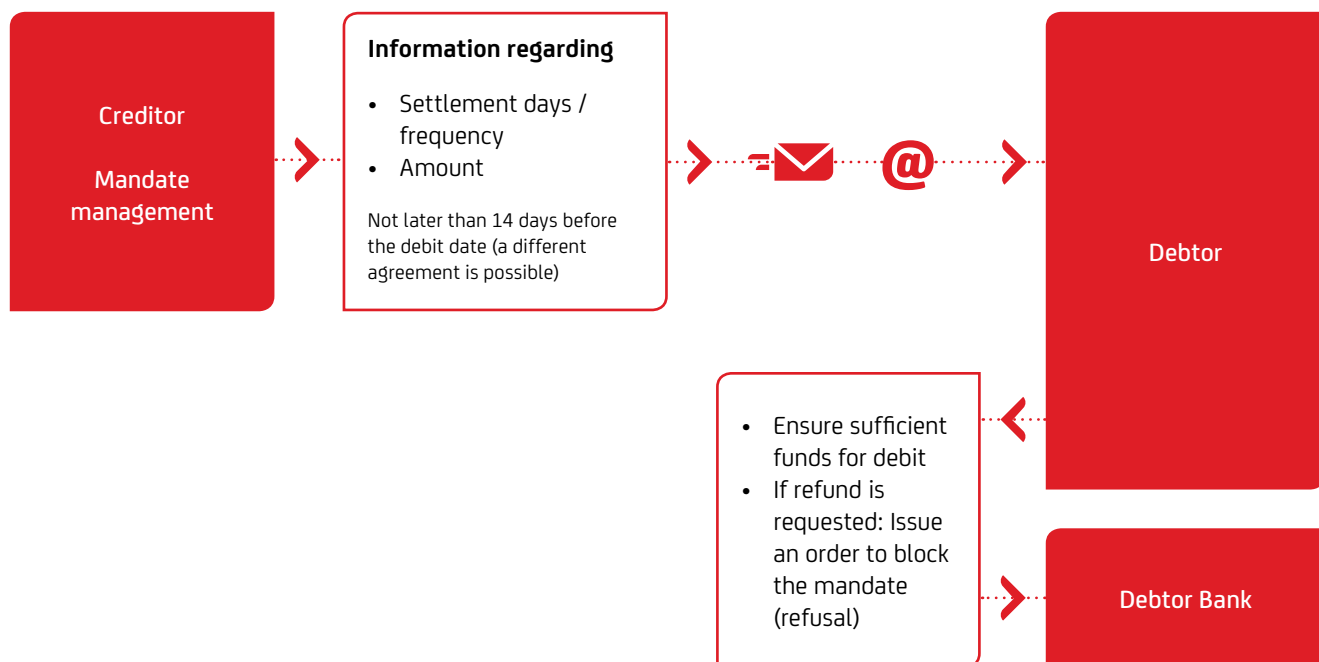 Creditor
Mandate
management
Information regarding
• Settlement days /
frequency
• Amount
Not later than 14 days before
the debit date (a different
agreement is possible)
@
Debtor
• Ensure sufficient
funds for debit
• If refund is
requested: Issue
an order to block
the mandate
(refusal)
Debtor Bank